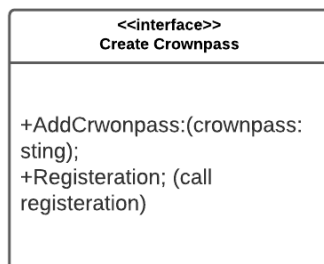 <<interface>>
Create Crownpass
+AddCrwonpass:(crownpass:
sting);
+Registeration; (call
registeration)